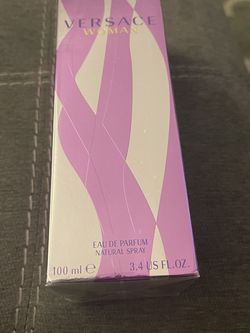 VERSACE
WOMAN
EAU DE PARFUM
NATURAL SPRAY
100 ml ℮ 3.4 US FL.OZ.